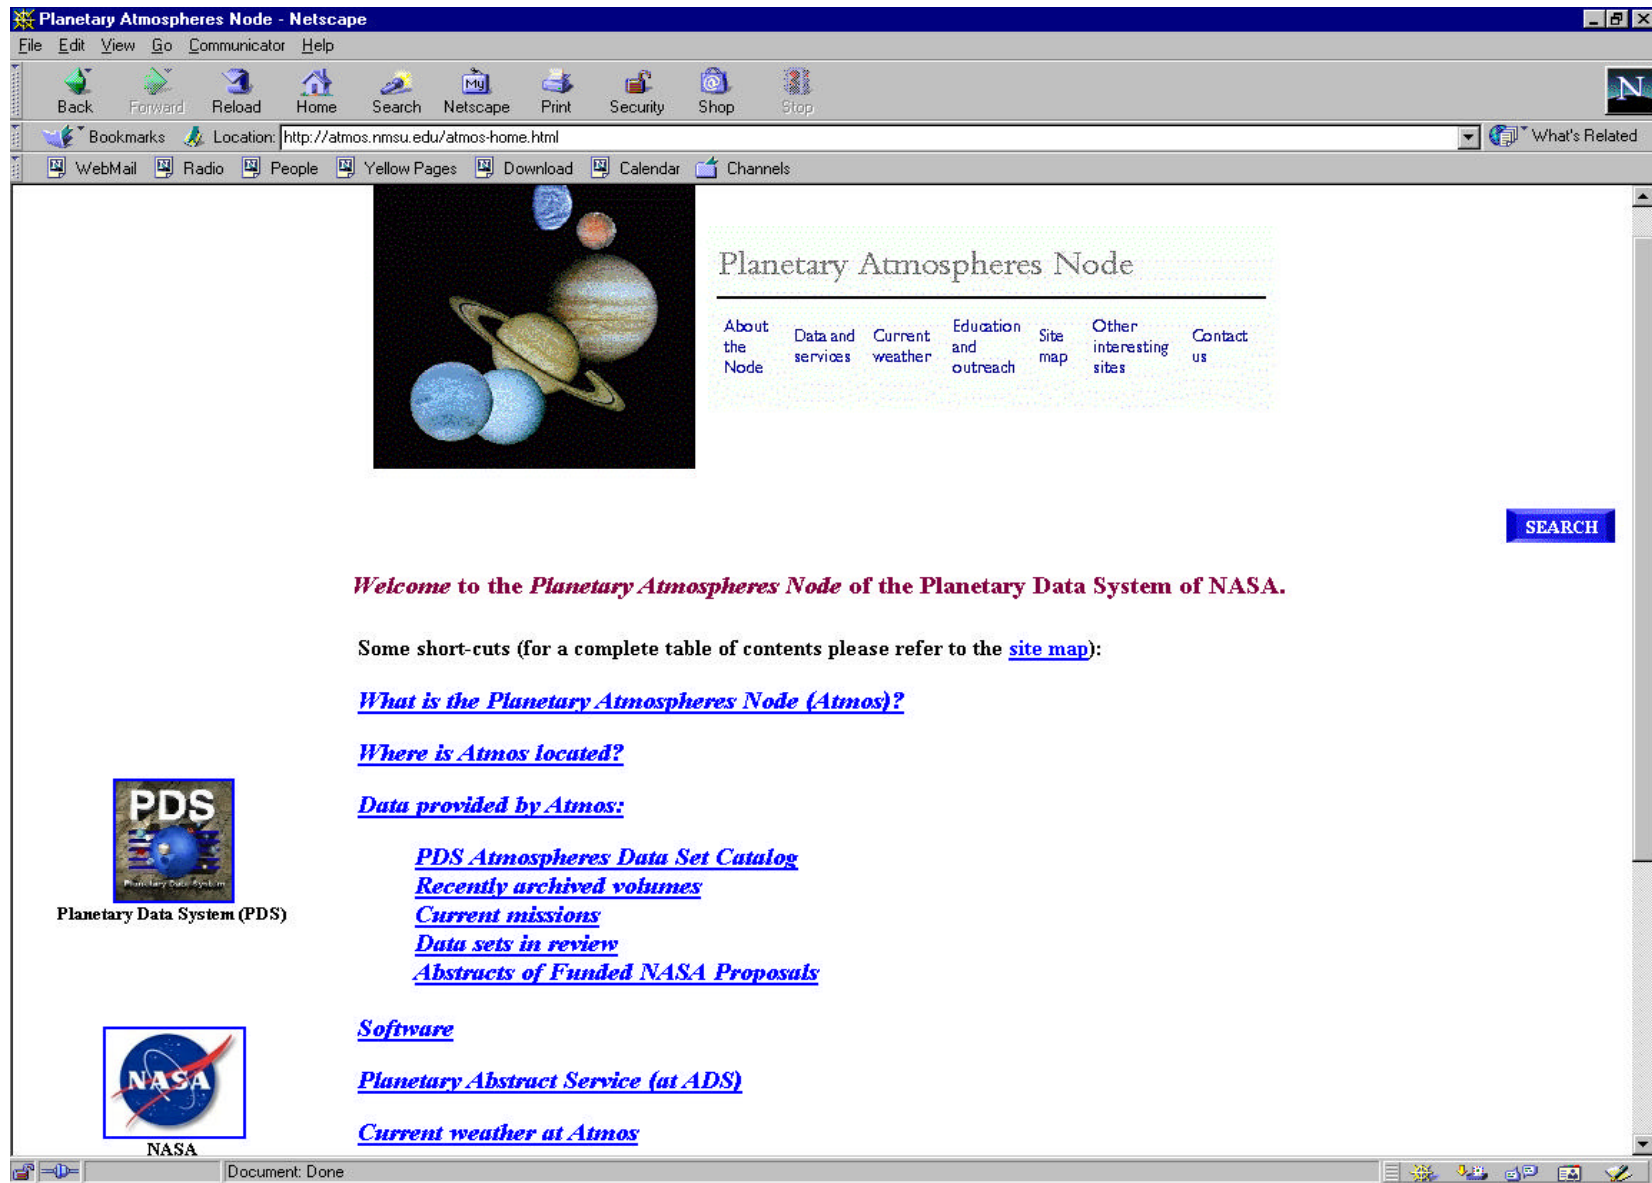 Planetary Atmospheres Node - Netscape
File Edit View Go Communicator Help
My
N
Back Forward Reload Home Search Netscape Print Security Shop Stop
Bookmarks Location: http://atmos.nmsu.edu/atmos-home.html What's Related
WebMail Radio People Yellow Pages Download Calendar Channels
Planetary Atmospheres Node
About the Node
Data and services
Current weather
Education and outreach
Site map
Other interesting sites
Contact us
SEARCH
Welcome to the Planetary Atmospheres Node of the Planetary Data System of NASA.
Some short-cuts (for a complete table of contents please refer to the site map):
What is the Planetary Atmospheres Node (Atmos)?
Where is Atmos located?
Data provided by Atmos:
PDS Atmospheres Data Set Catalog
Recently archived volumes
Current missions
Data sets in review
Abstracts of Funded NASA Proposals
PDS
Planetary Data System
Planetary Data System (PDS)
Software
Planetary Abstract Service (at ADS)
Current weather at Atmos
NASA
NASA
Document: Done